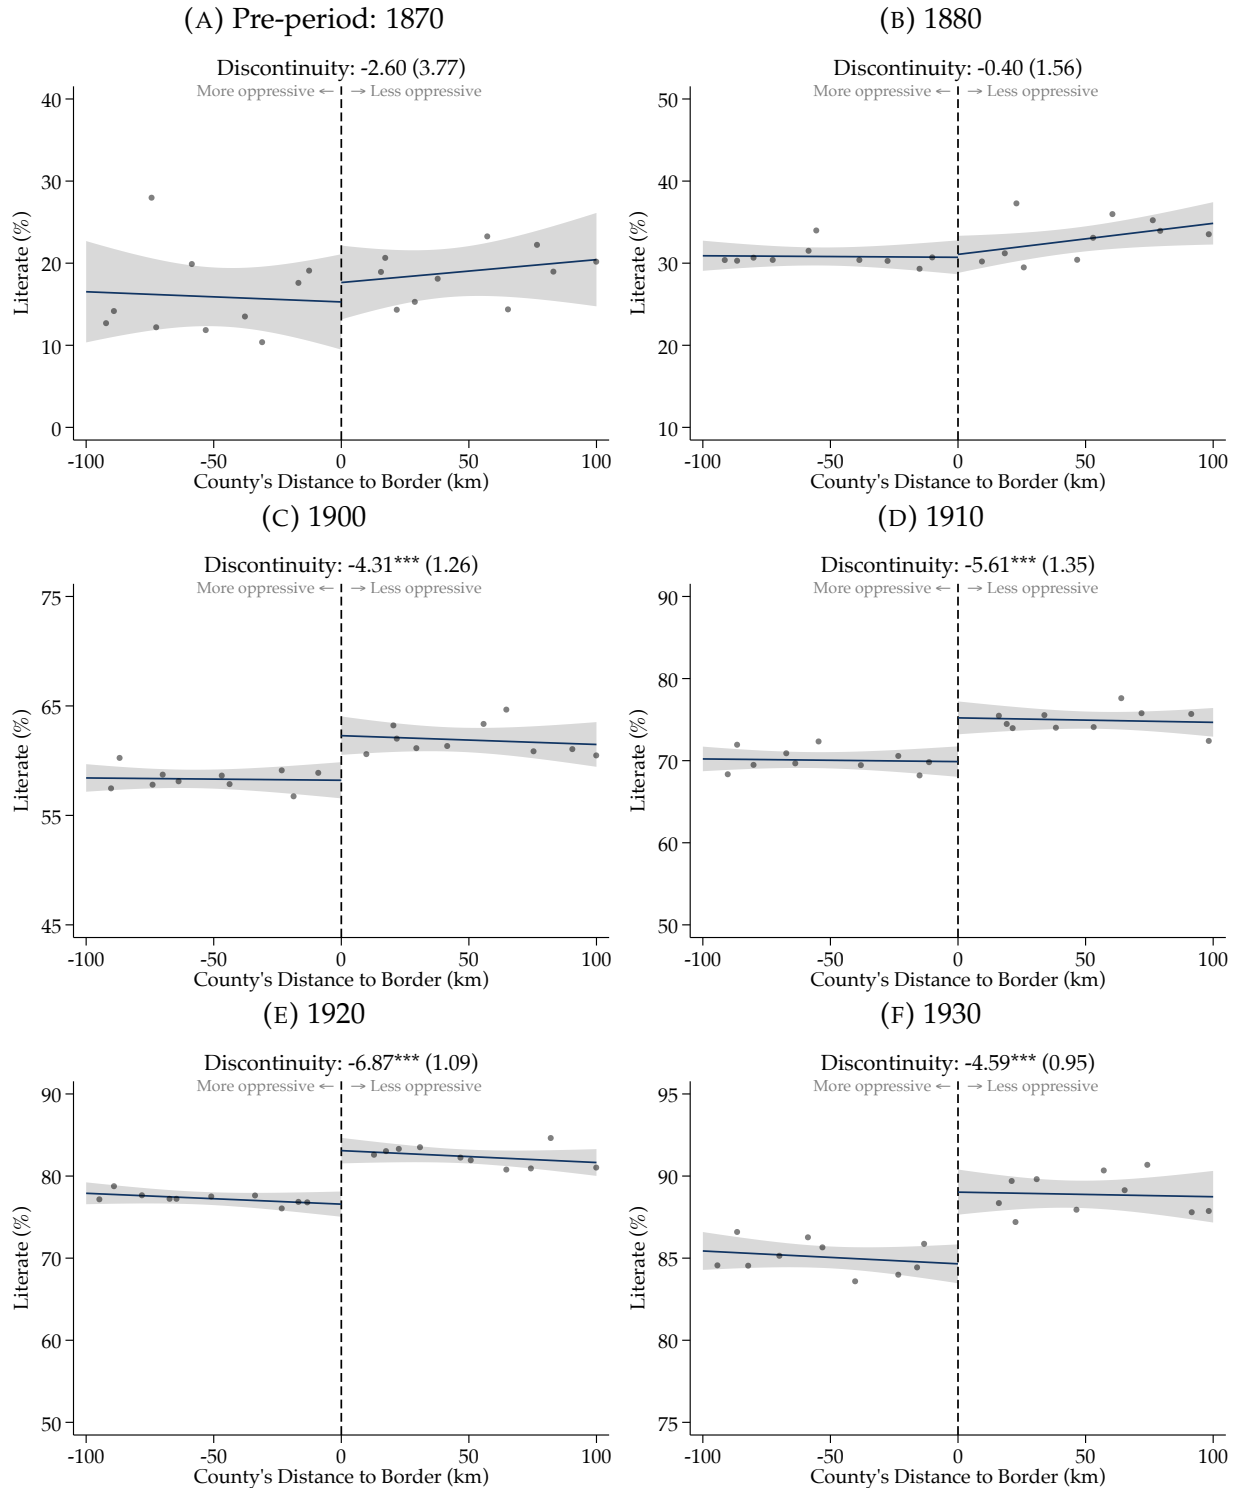 (A) Pre-period: 1870
Discontinuity: -2.60 (3.77)
More oppressive ← → Less oppressive
Literate (%)
40
30
20
10
0
-100 -50 0 50 100
County's Distance to Border (km)
(B) 1880
Discontinuity: -0.40 (1.56)
More oppressive ← → Less oppressive
Literate (%)
50
40
30
20
10
-100 -50 0 50 100
County's Distance to Border (km)
(C) 1900
Discontinuity: -4.31*** (1.26)
More oppressive ← → Less oppressive
Literate (%)
75
65
55
45
-100 -50 0 50 100
County's Distance to Border (km)
(D) 1910
Discontinuity: -5.61*** (1.35)
More oppressive ← → Less oppressive
Literate (%)
90
80
70
60
50
-100 -50 0 50 100
County's Distance to Border (km)
(E) 1920
Discontinuity: -6.87*** (1.09)
More oppressive ← → Less oppressive
Literate (%)
90
80
70
60
50
-100 -50 0 50 100
County's Distance to Border (km)
(F) 1930
Discontinuity: -4.59*** (0.95)
More oppressive ← → Less oppressive
Literate (%)
95
90
85
80
75
-100 -50 0 50 100
County's Distance to Border (km)